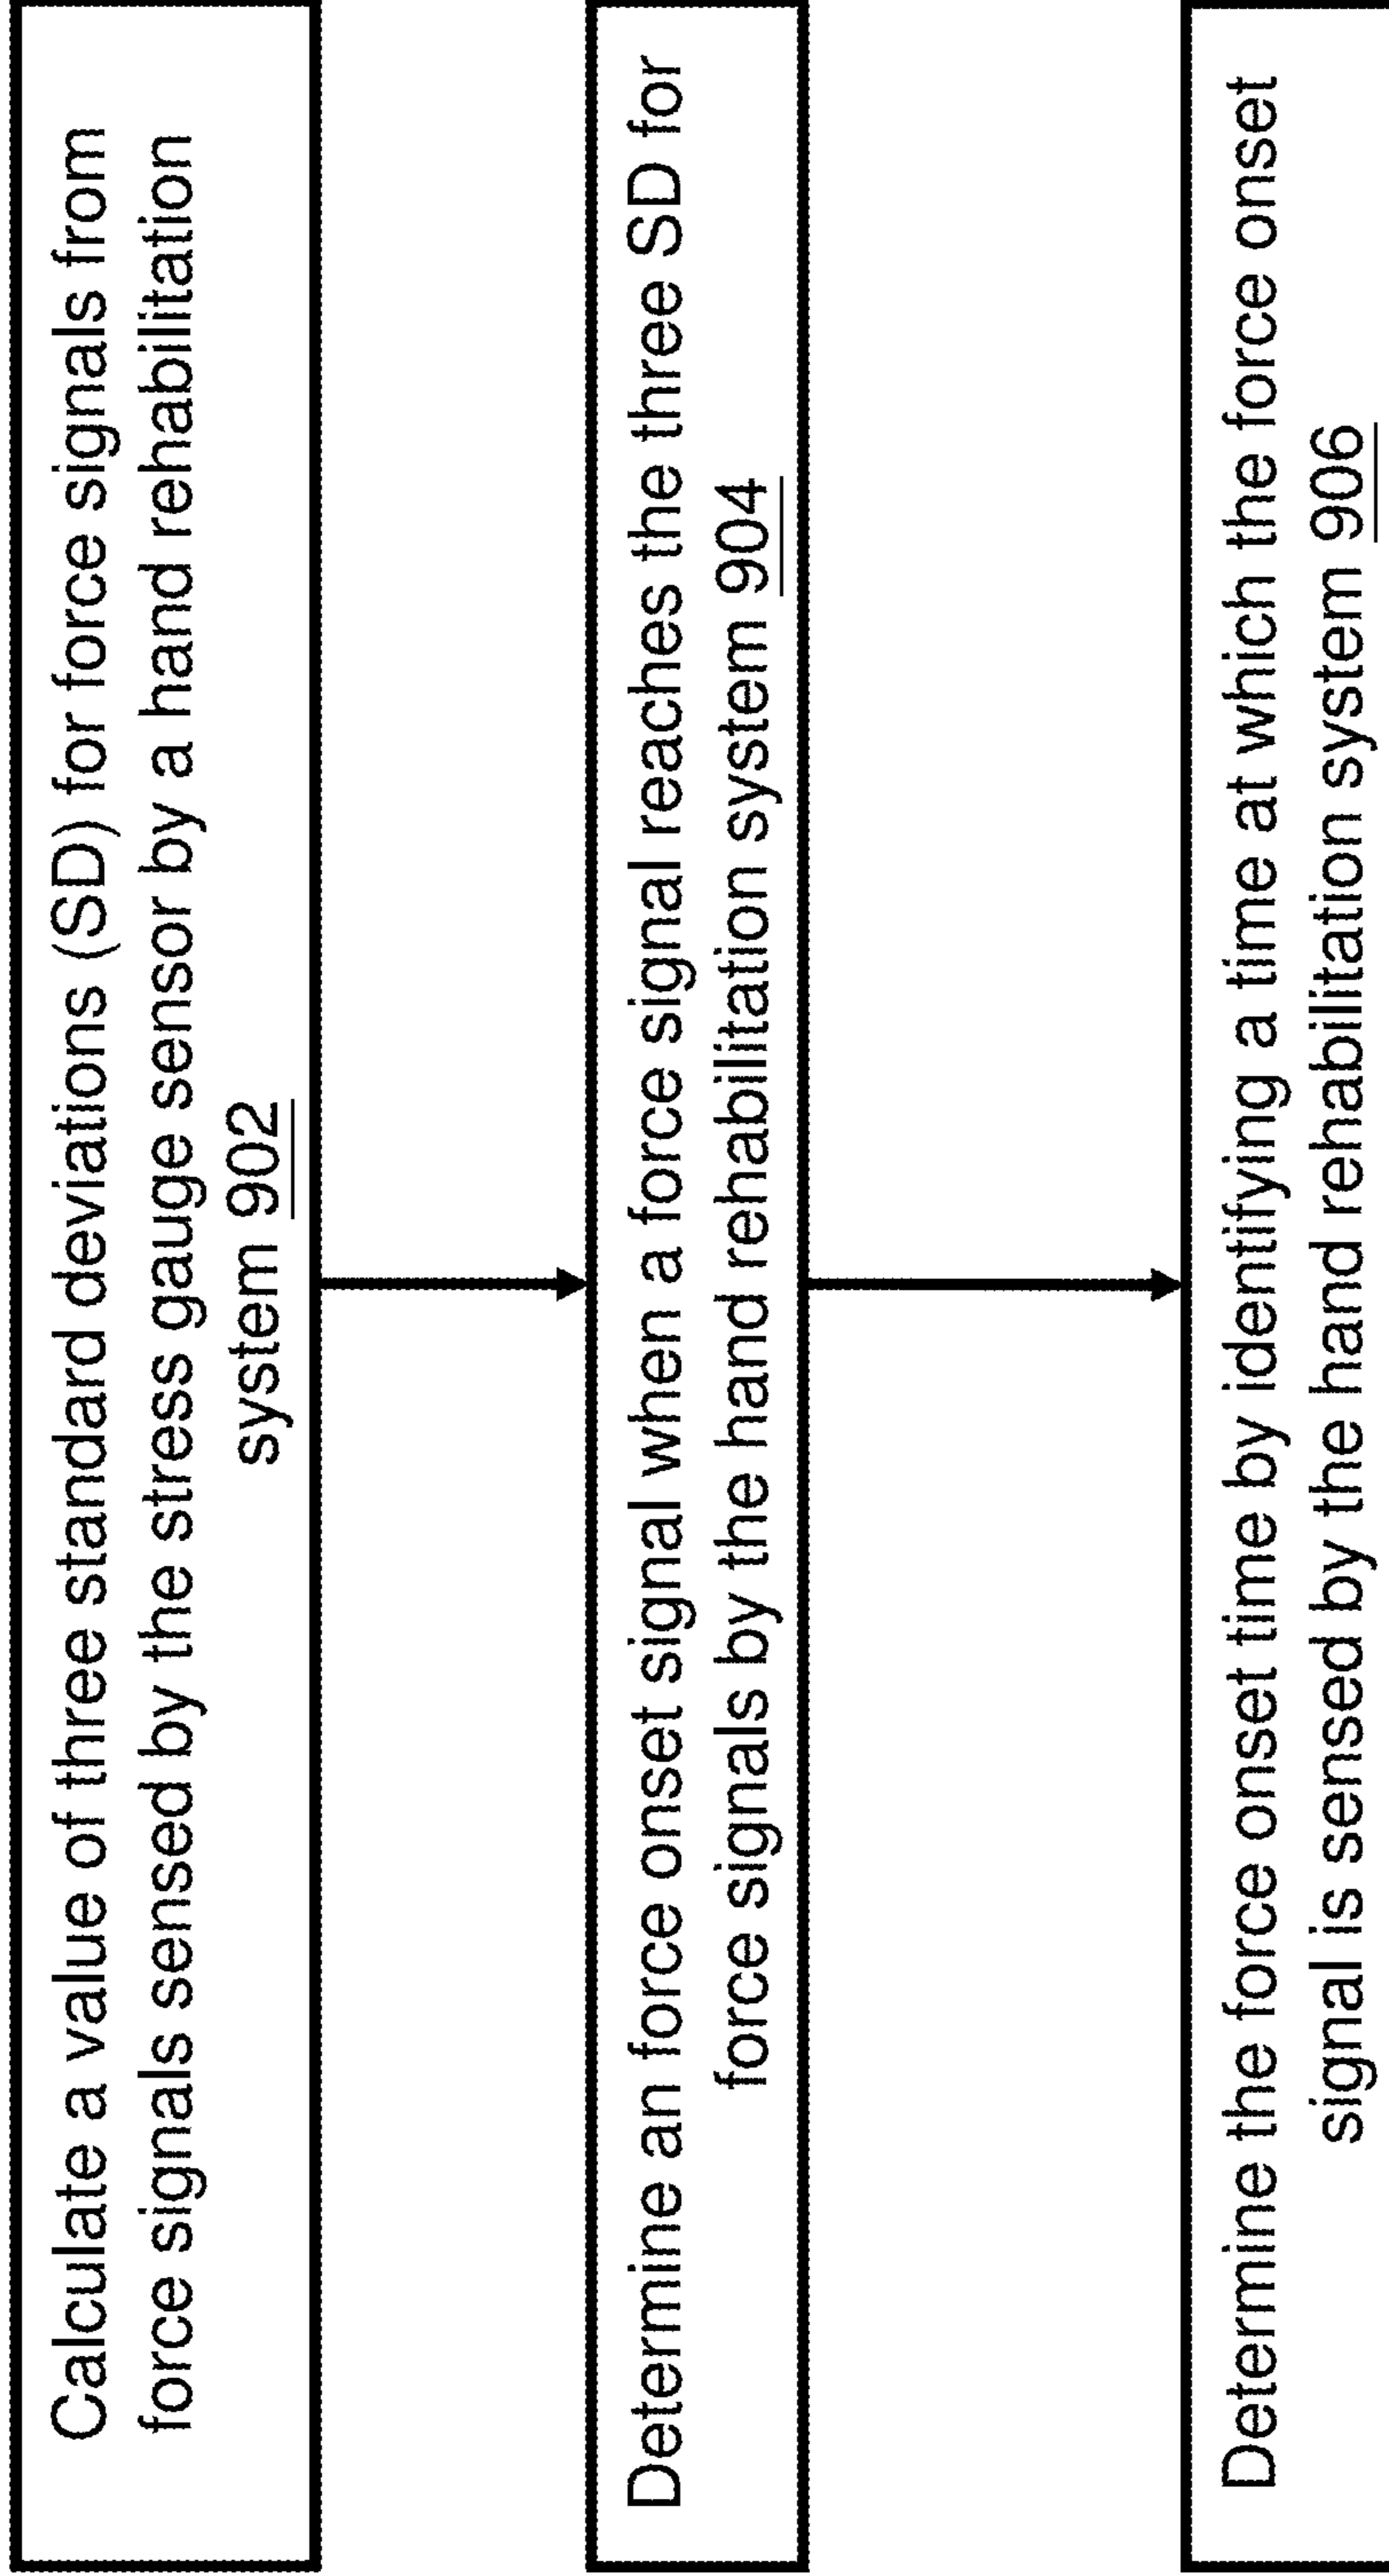 Calculate a value of three standard deviations (SD) for force signals from
force signals sensed by the stress gauge sensor by a hand rehabilitation
system 902
Determine an force onset signal when a force signal reaches the three SD for
force signals by the hand rehabilitation system 904
Determine the force onset time by identifying a time at which the force onset
signal is sensed by the hand rehabilitation system 906